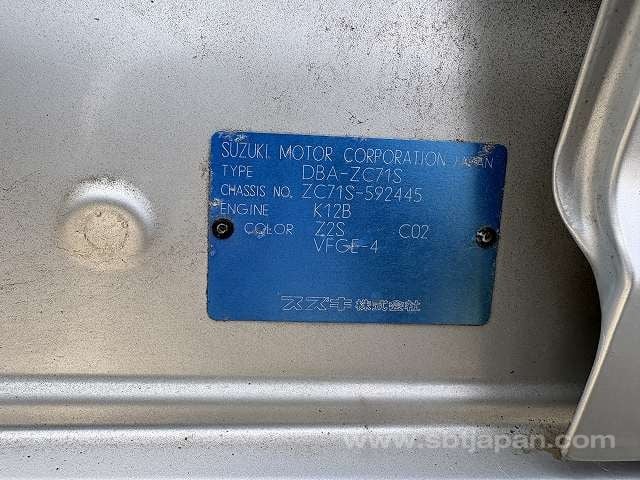 SUZUKI MOTOR CORPORATION JAPAN
TYPE DBA-ZC71S
CHASSIS NO. ZC71S-592445
ENGINE K12B
COLOR Z2S C02
VFGE-4
スズキ株式会社
www.sbtjapan.com